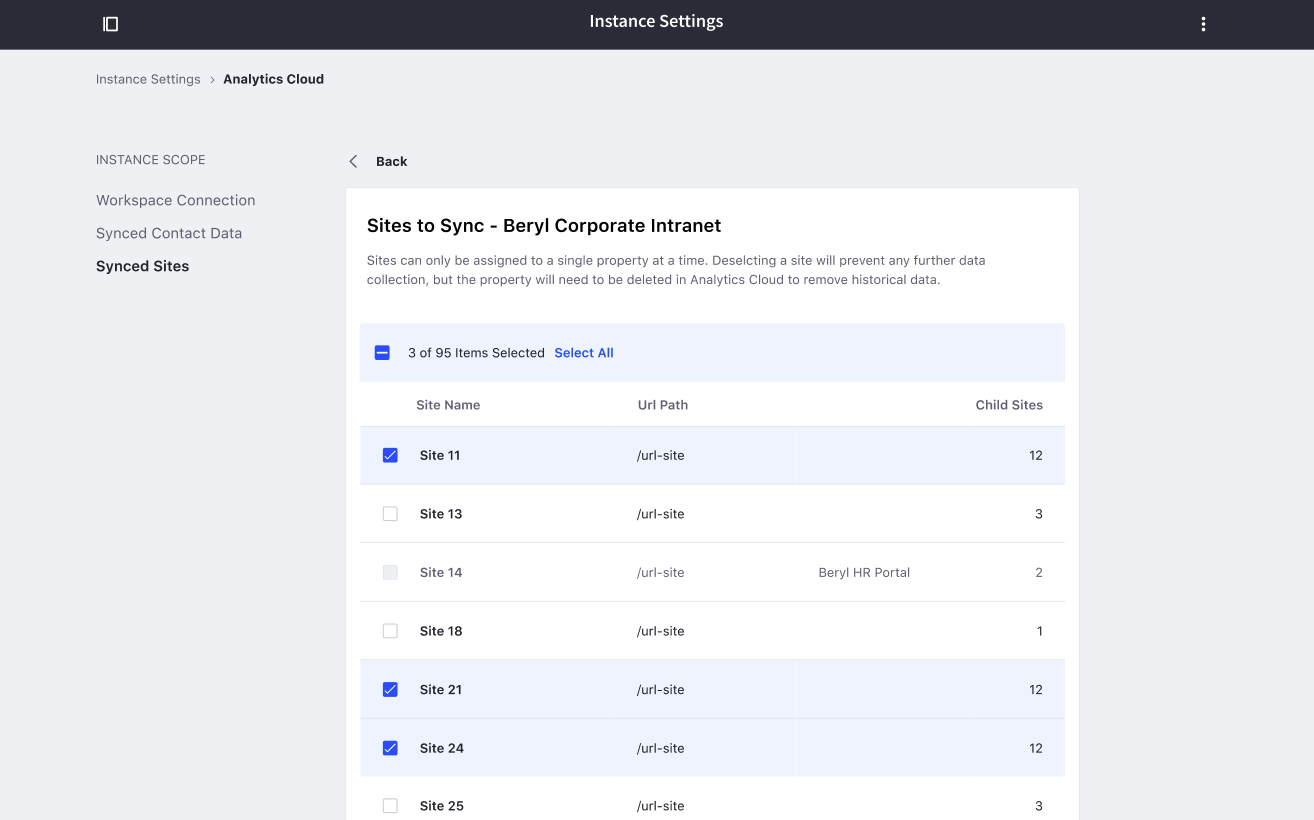 Instance Settings
Instance Settings > Analytics Cloud
INSTANCE SCOPE
Workspace Connection
Synced Contact Data
Synced Sites
Back
Sites to Sync - Beryl Corporate Intranet
Sites can only be assigned to a single property at a time. Deselcting a site will prevent any further data
collection, but the property will need to be deleted in Analytics Cloud to remove historical data.
3 of 95 Items Selected Select All
Site Name Url Path Child Sites
Site 11 /url-site 12
Site 13 /url-site 3
Site 14 /url-site Beryl HR Portal 2
Site 18 /url-site 1
Site 21 /url-site 12
Site 24 /url-site 12
Site 25 /url-site 3